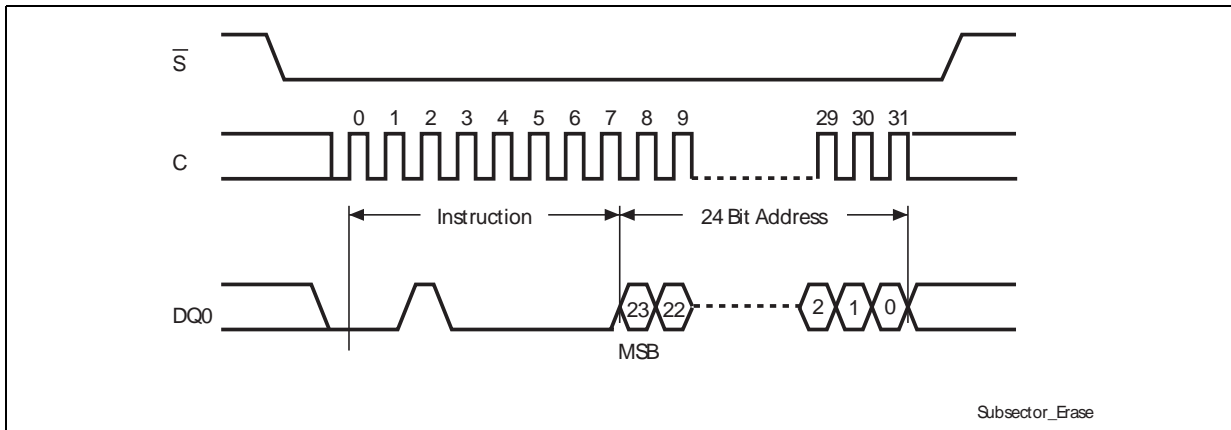 S̅
0 1 2 3 4 5 6 7 8 9 29 30 31
C
Instruction 24 Bit Address
DQ0 23 22 2 1 0
MSB
Subsector_Erase